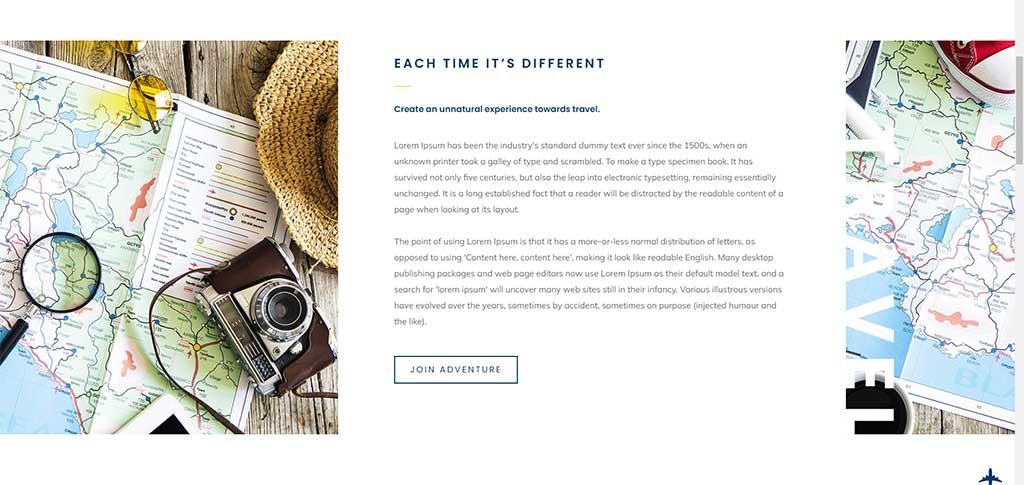 EACH TIME IT’S DIFFERENT
Create an unnatural experience towards travel.
Lorem Ipsum has been the industry's standard dummy text ever since the 1500s, when an
unknown printer took a galley of type and scrambled. To make a type specimen book. It has
survived not only five centuries, but also the leap into electronic typesetting, remaining essentially
unchanged. It is a long established fact that a reader will be distracted by the readable content of a
page when looking at its layout.
The point of using Lorem Ipsum is that it has a more-or-less normal distribution of letters, as
opposed to using 'Content here, content here', making it look like readable English. Many desktop
publishing packages and web page editors now use Lorem Ipsum as their default model text, and a
search for 'lorem ipsum' will uncover many web sites still in their infancy. Various illustrous versions
have evolved over the years, sometimes by accident, sometimes on purpose (injected humour and
the like).
JOIN ADVENTURE
TRAVEL